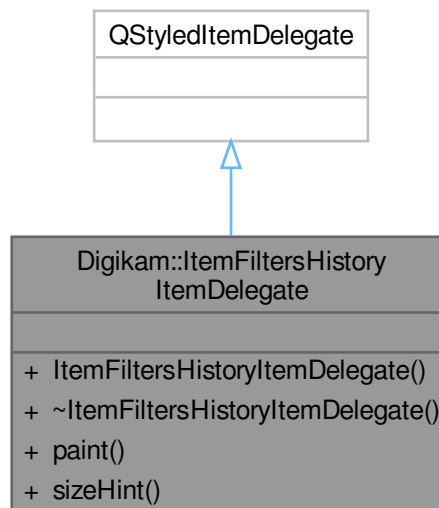 QStyledItemDelegate
Digikam::ItemFiltersHistory
ItemDelegate
+ ItemFiltersHistoryItemDelegate()
+ ~ItemFiltersHistoryItemDelegate()
+ paint()
+ sizeHint()